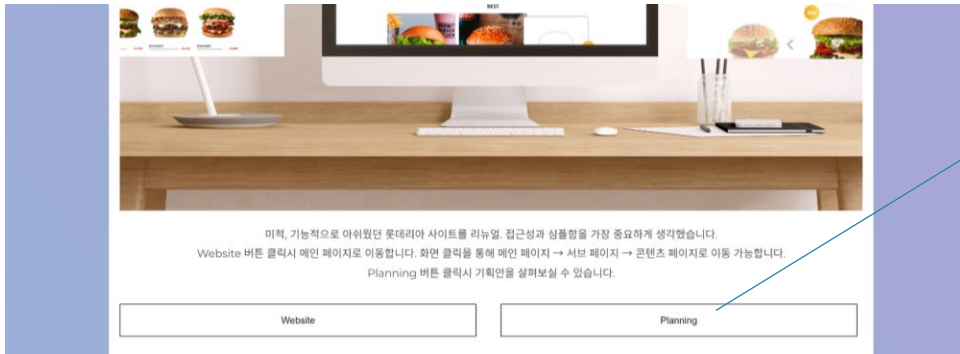 BEST
미적, 기능적으로 아쉬웠던 롯데리아 사이트를 리뉴얼. 접근성과 심플함을 가장 중요하게 생각했습니다.
Website 버튼 클릭시 메인 페이지로 이동합니다. 화면 클릭을 통해 메인 페이지 → 서브 페이지 → 콘텐츠 페이지로 이동 가능합니다.
Planning 버튼 클릭시 기획안을 살펴보실 수 있습니다.
Website
Planning